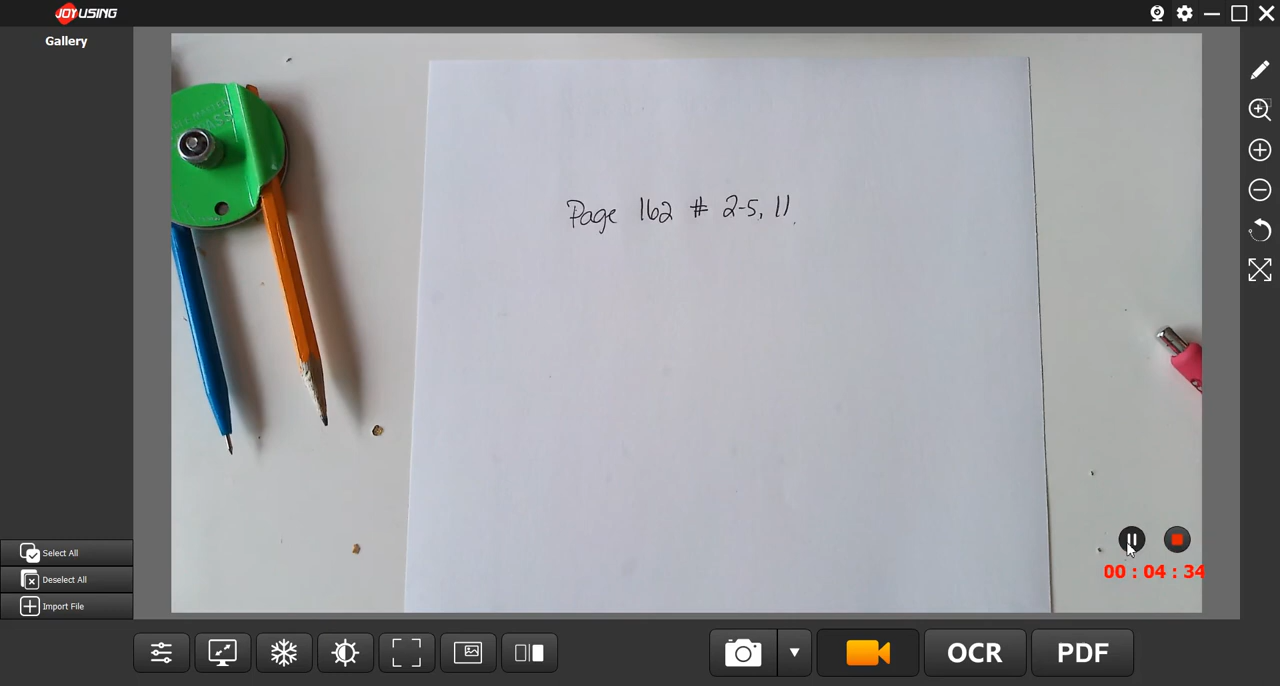 JOYUSING
Gallery
Page 162 # 2-5, 11.
Select All
Deselect All
Import File
00 : 04 : 34
OCR
PDF